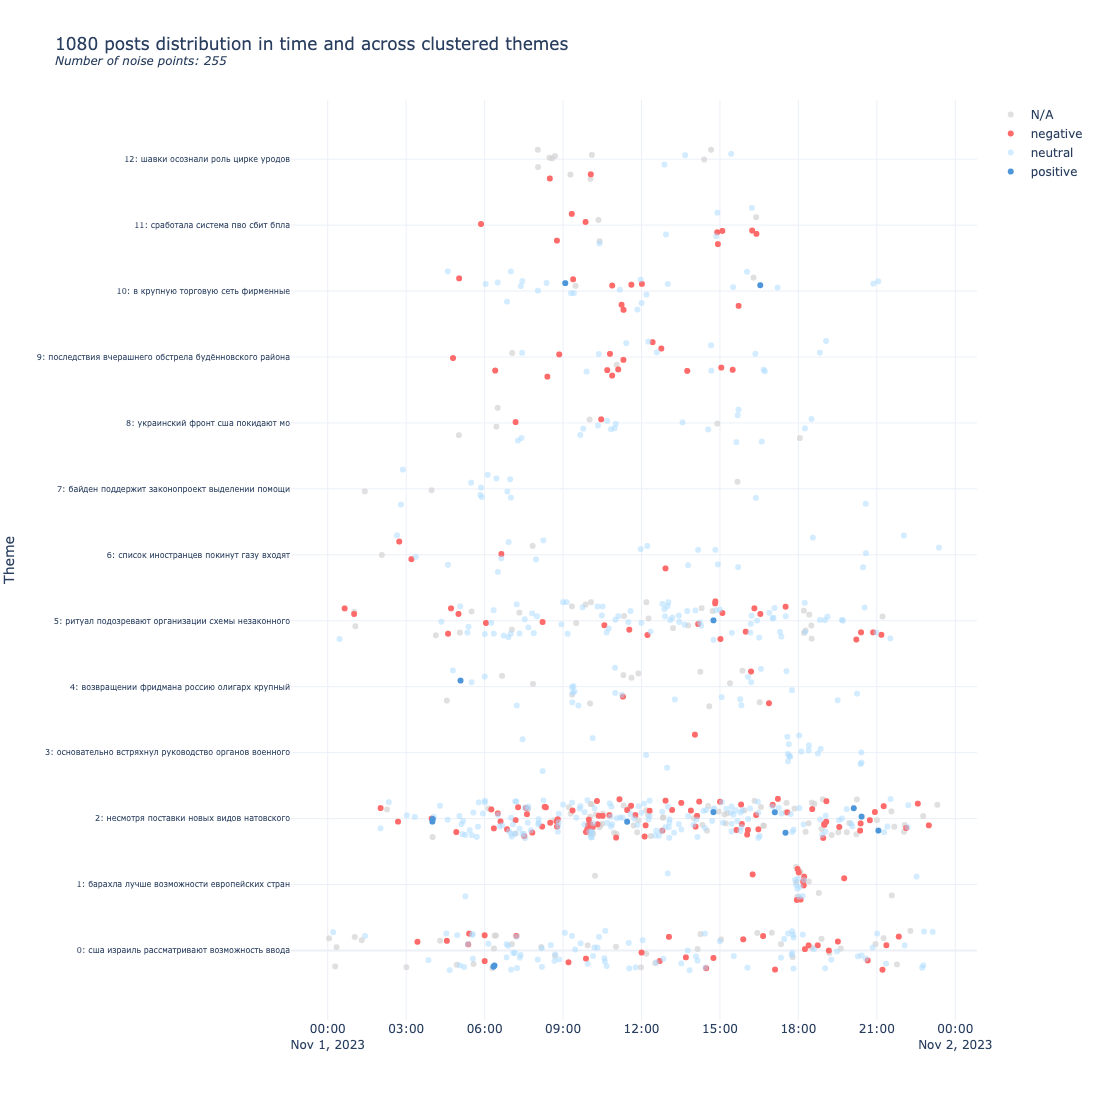 1080 posts distribution in time and across clustered themes
Number of noise points: 255
N/A
negative
neutral
positive
12: шавки осознали роль цирке уродов
11: сработала система пво сбит бпла
10: в крупную торговую сеть фирменные
9: последствия вчерашнего обстрела будённовского района
8: украинский фронт сша покидают мо
7: байден поддержит законопроект выделении помощи
6: список иностранцев покинут газу входят
5: ритуал подозревают организации схемы незаконного
4: возвращении фридмана россию олигарх крупный
3: основательно встряхнул руководство органов военного
2: несмотря поставки новых видов натовского
1: барахла лучше возможности европейских стран
0: сша израиль рассматривают возможность ввода
Theme
00:00 03:00 06:00 09:00 12:00 15:00 18:00 21:00 00:00
Nov 1, 2023 Nov 2, 2023